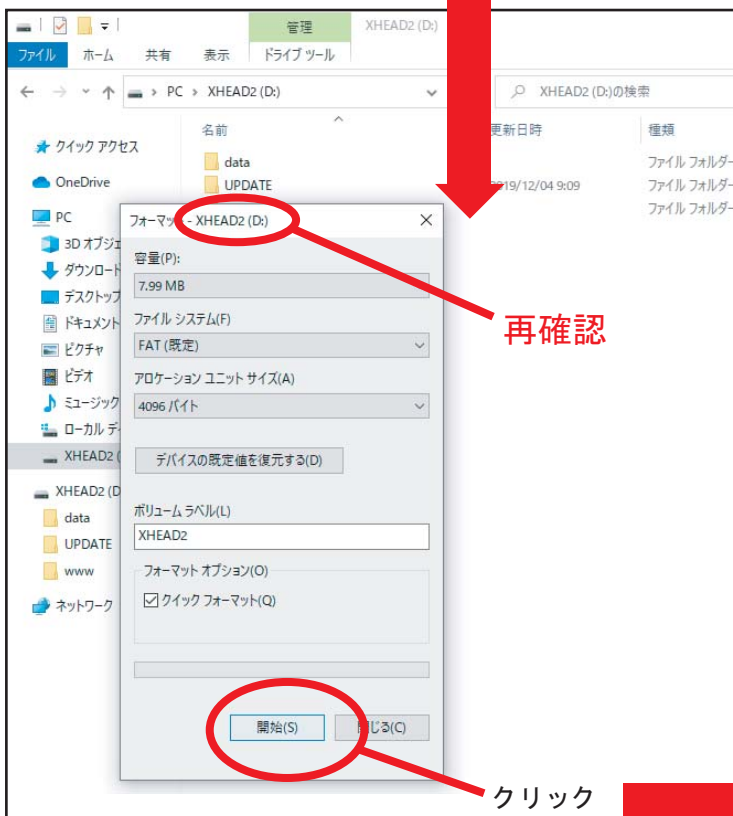 管理
XHEAD2 (D:)
ファイル
ホーム
共有
表示
ドライブ ツール
PC
XHEAD2 (D:)
XHEAD2 (D:)の検索
名前
更新日時
種類
クイック アクセス
OneDrive
PC
3D オブジェ
ダウンロード
デスクトップ
ドキュメント
ピクチャ
ビデオ
ミュージック
ローカル デ
XHEAD2 (
XHEAD2 (D
data
UPDATE
www
ネットワーク
data
ファイル フォルダー
UPDATE
2019/12/04 9:09
ファイル フォルダー
ファイル フォルダー
フォーマット - XHEAD2 (D:)
容量(P):
7.99 MB
ファイル システム(F)
FAT (既定)
アロケーション ユニット サイズ(A)
4096 バイト
デバイスの既定値を復元する(D)
ボリューム ラベル(L)
XHEAD2
フォーマット オプション(O)
クイック フォーマット(Q)
開始(S)
閉じる(C)
再確認
クリック